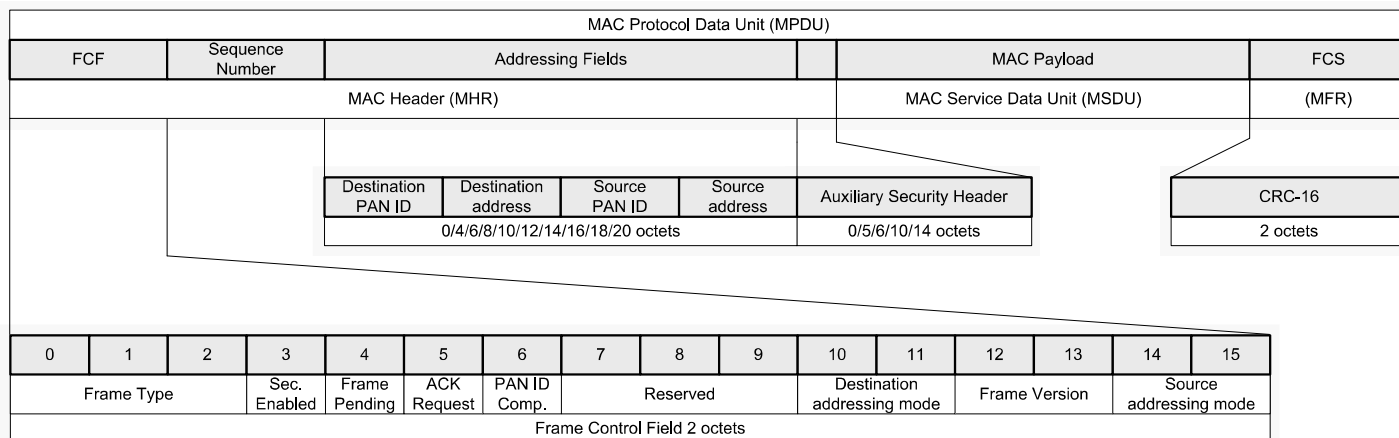 MAC Protocol Data Unit (MPDU)
FCF Sequence Number Addressing Fields MAC Payload FCS
MAC Header (MHR) MAC Service Data Unit (MSDU) (MFR)
Destination PAN ID Destination address Source PAN ID Source address Auxiliary Security Header CRC-16
0/4/6/8/10/12/14/16/18/20 octets 0/5/6/10/14 octets 2 octets
0 1 2 3 4 5 6 7 8 9 10 11 12 13 14 15
Frame Type Sec. Enabled Frame Pending ACK Request PAN ID Comp. Reserved Destination addressing mode Frame Version Source addressing mode
Frame Control Field 2 octets